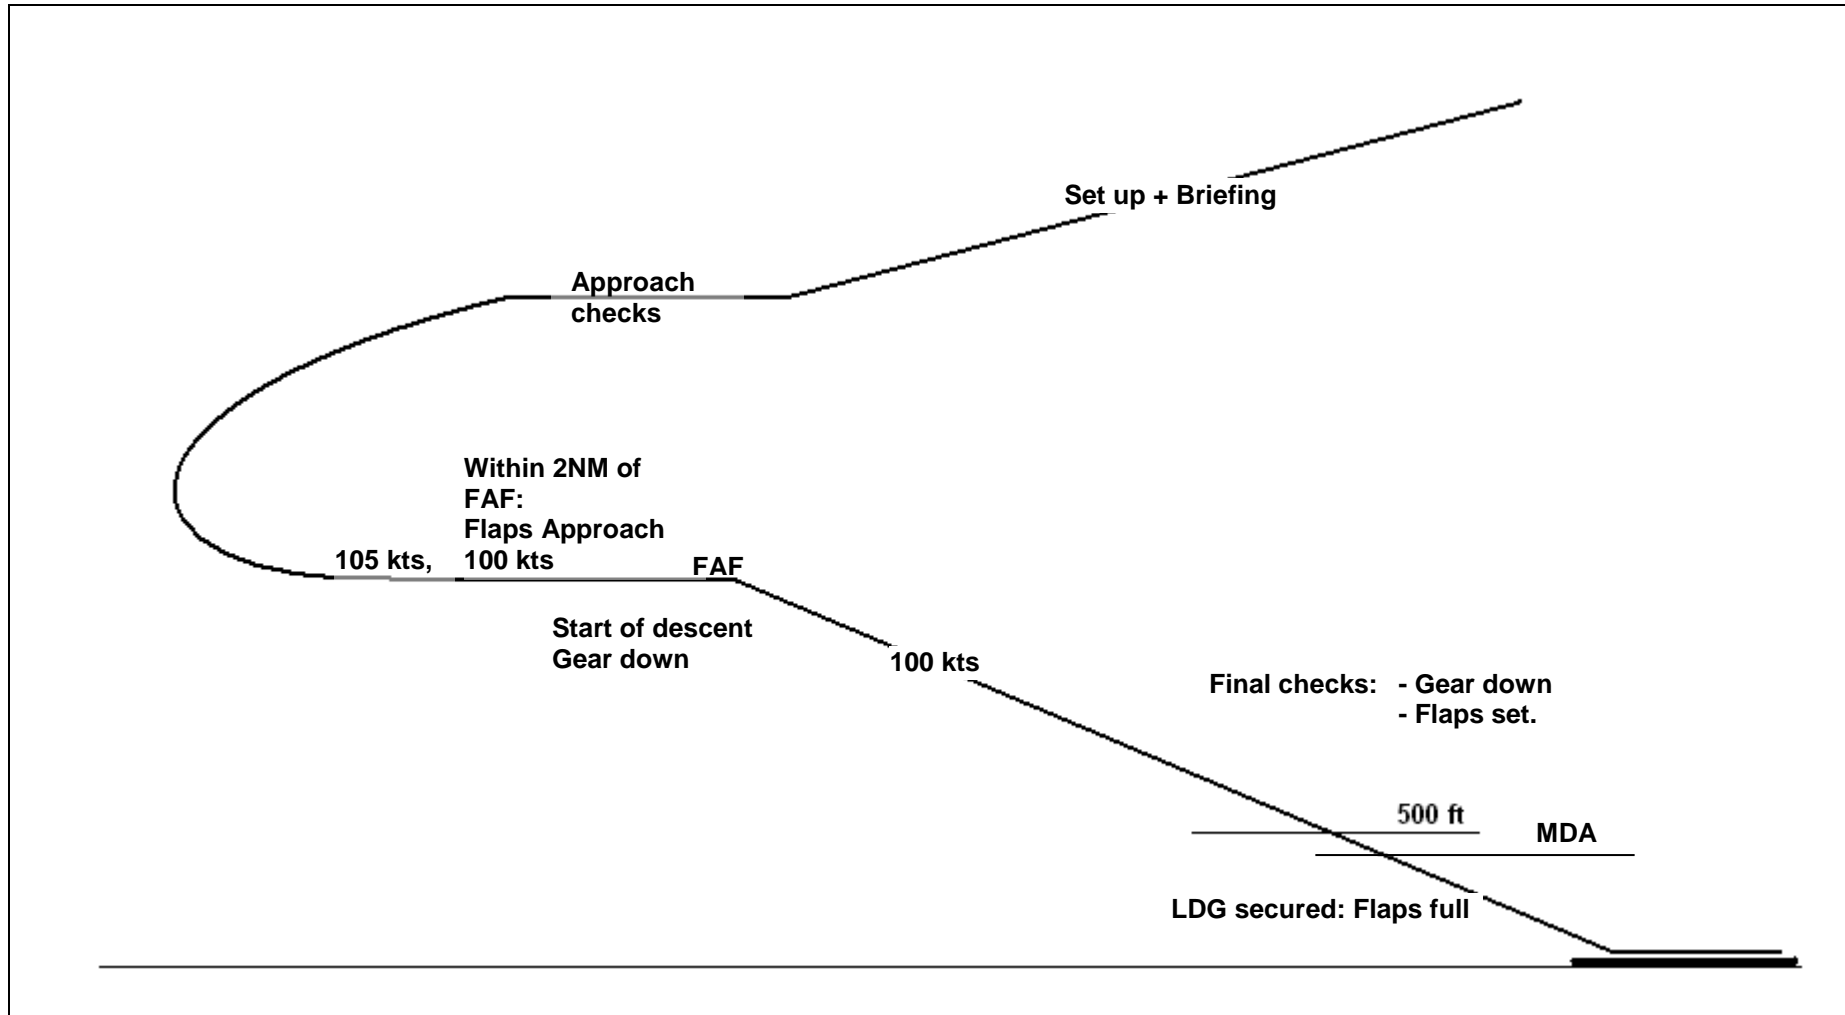 Set up + Briefing
Approach
checks
Within 2NM of
FAF:
Flaps Approach
105 kts, 100 kts
FAF
Start of descent
Gear down
100 kts
Final checks: - Gear down
- Flaps set.
500 ft
MDA
LDG secured: Flaps full